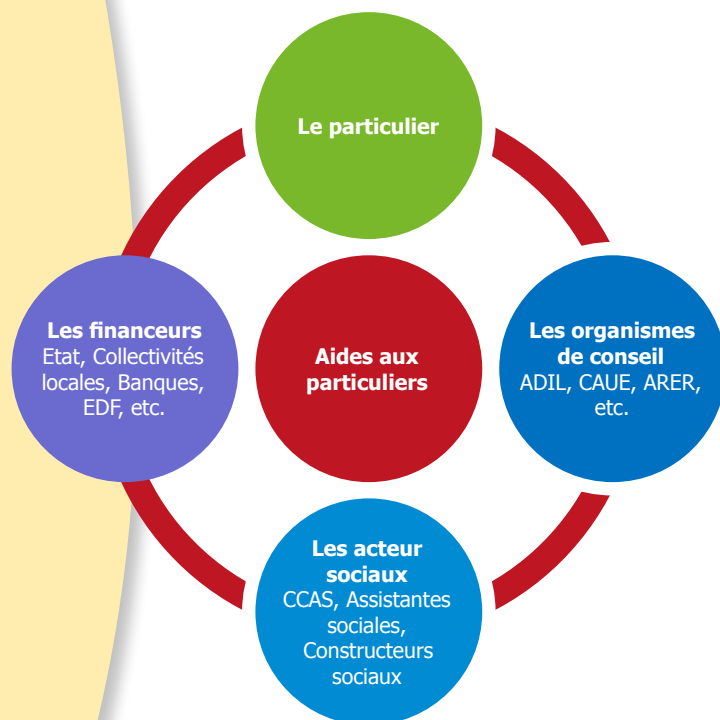 Le particulier
Les financeurs
Etat, Collectivités
locales, Banques,
EDF, etc.
Aides aux
particuliers
Les organismes
de conseil
ADIL, CAUE, ARER,
etc.
Les acteur
sociaux
CCAS, Assistantes
sociales,
Constructeurs
sociaux